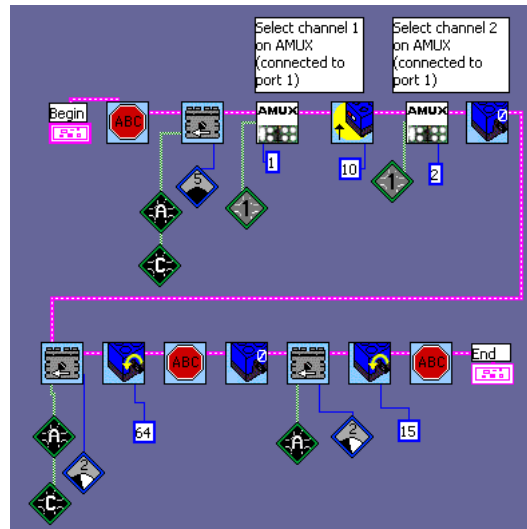 Select channel 1
on AMUX
(connected to
port 1)
Select channel 2
on AMUX
(connected to
port 1)
Begin
ABC
AMUX
AMUX
0
1
10
2
5
A
1
1
C
ABC
0
ABC
End
64
15
A
2
A
2
C